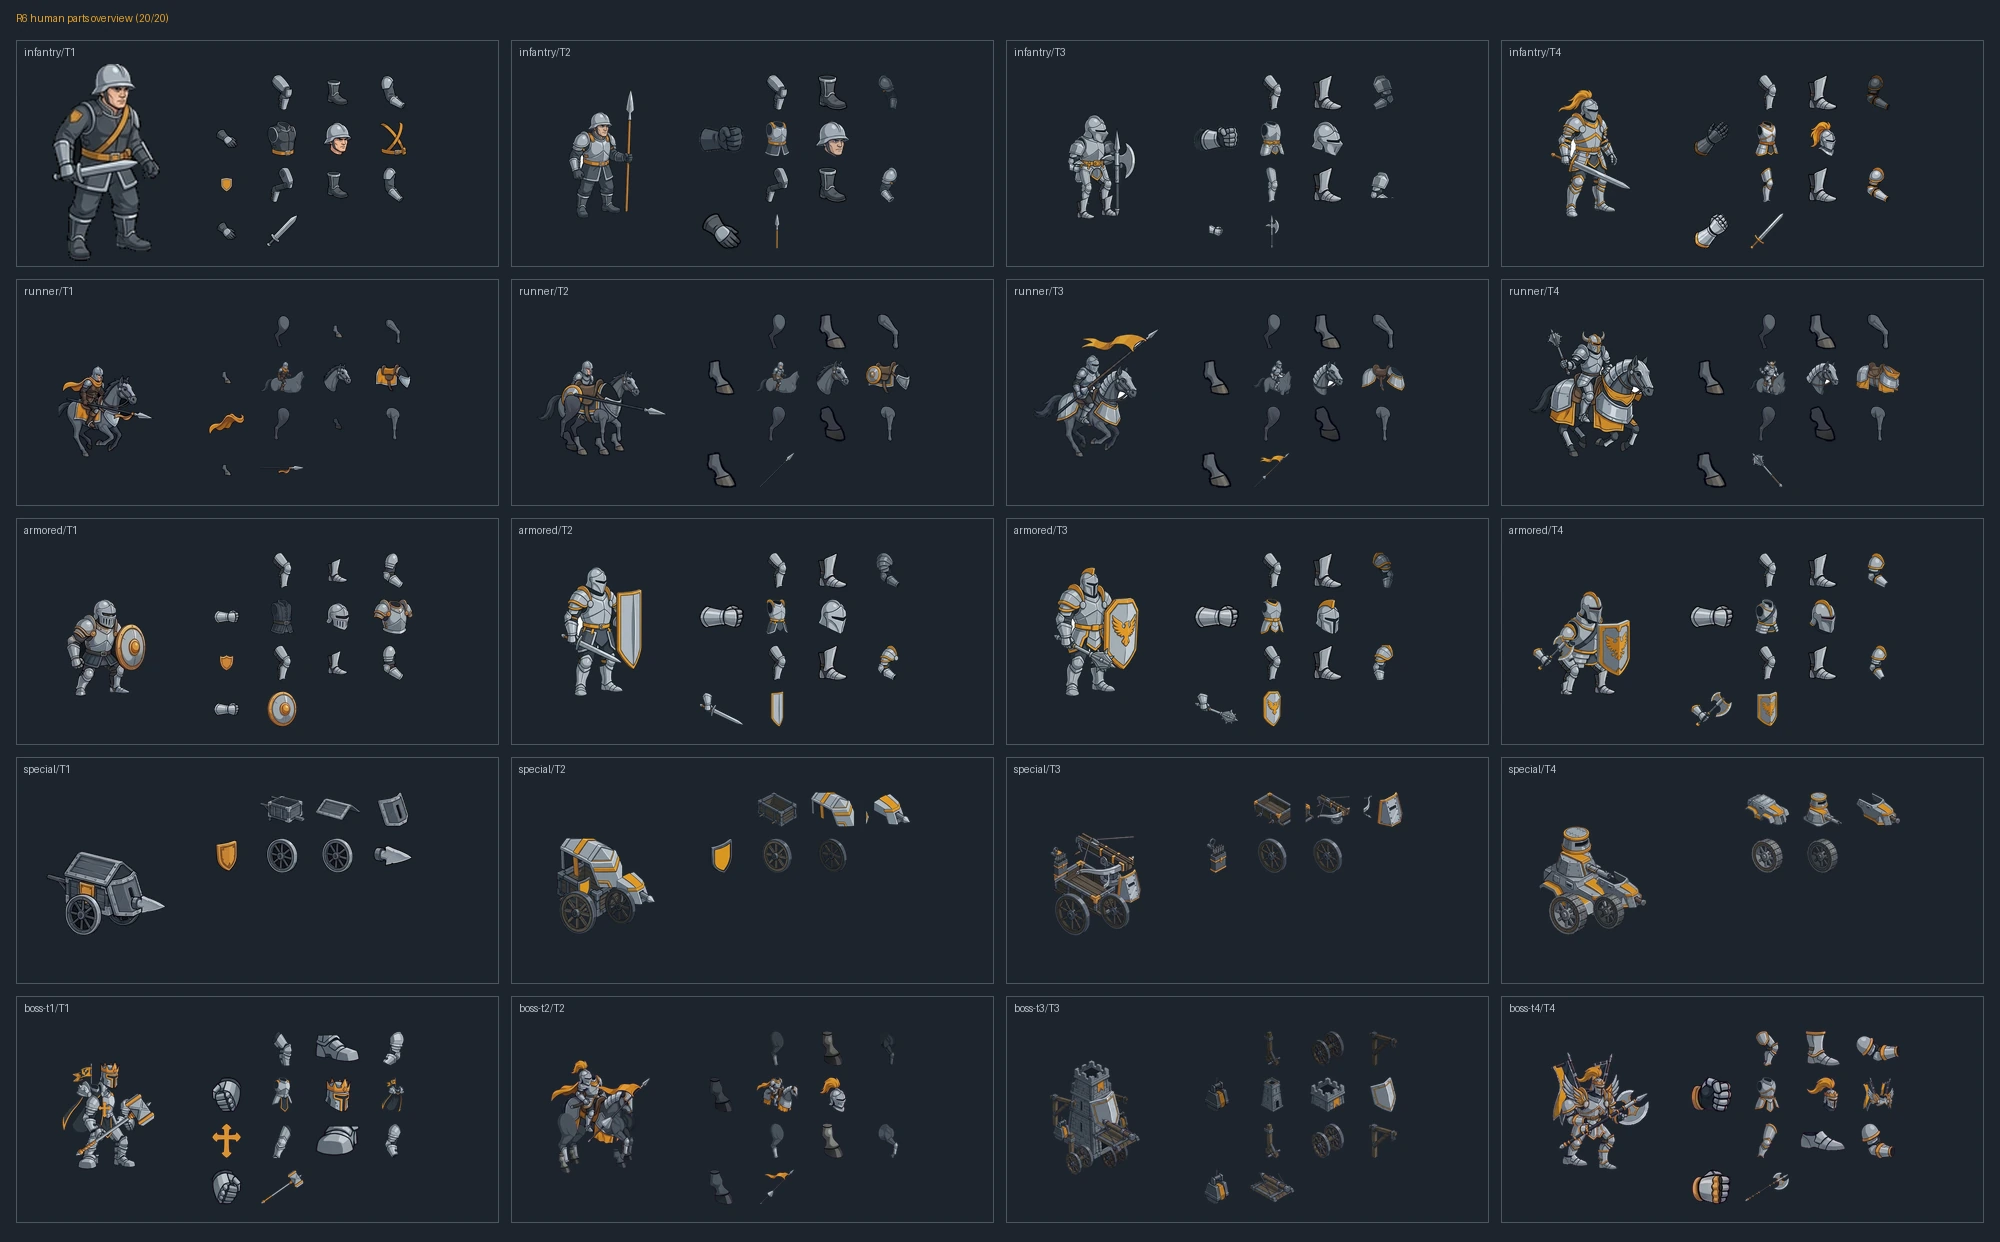 R6 human parts overview (20/20)
infantry/T1
infantry/T2
infantry/T3
infantry/T4
runner/T1
runner/T2
runner/T3
runner/T4
armored/T1
armored/T2
armored/T3
armored/T4
special/T1
special/T2
special/T3
special/T4
boss-t1/T1
boss-t2/T2
boss-t3/T3
boss-t4/T4